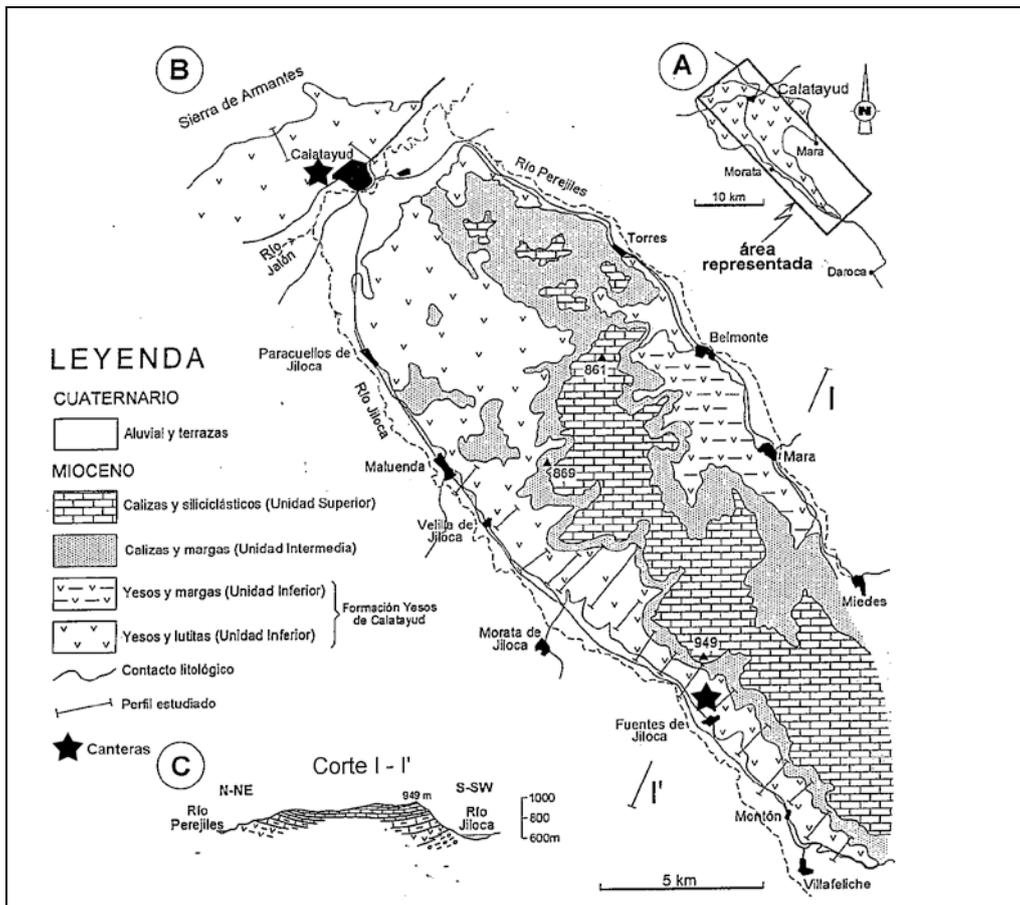 B
A
Sierra de Armantes
Calatayud
Río Jalón
Río Perejiles
Torres
Belmonte
861
Paracuellos de
Jiloca
Río Jiloca
Maluenda
869
Mara
I
Velilla de
Jiloca
Miedes
Morata de
Jiloca
949
Fuentes de
Jiloca
I'
Montón
Villafeliche
5 km
Calatayud
N
Mara
Morata
10 km
área
representada
Daroca
LEYENDA
CUATERNARIO
Aluvial y terrazas
MIOCENO
Calizas y siliciclásticos (Unidad Superior)
Calizas y margas (Unidad Intermedia)
Yesos y margas (Unidad Inferior)
Yesos y lutitas (Unidad Inferior)
Formación Yesos
de Calatayud
Contacto litológico
Perfil estudiado
Canteras
C
Corte I - I'
N-NE
949 m
S-SW
Río
Perejiles
Río
Jiloca
1000
800
600m